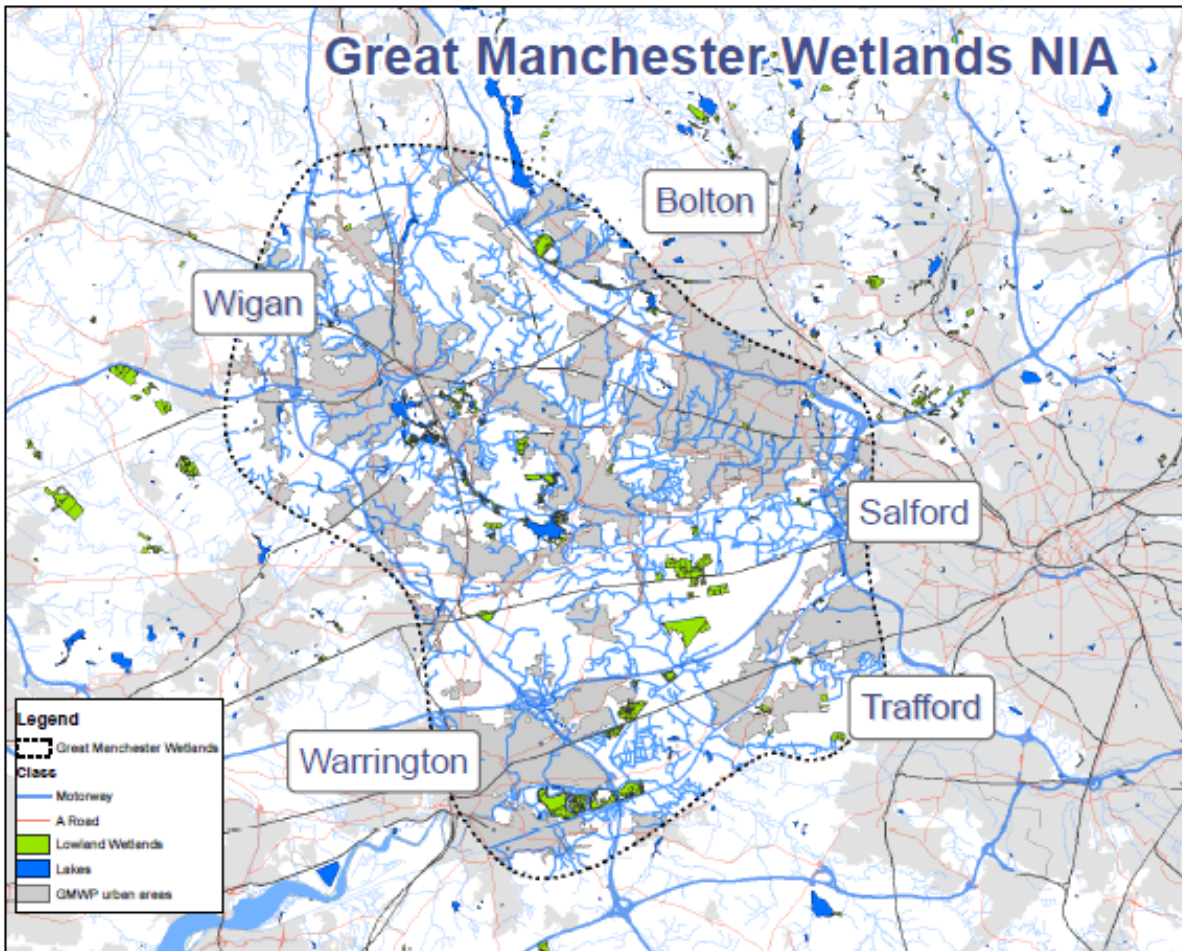 Great Manchester Wetlands NIA
Bolton
Wigan
Salford
Trafford
Warrington
Legend
Great Manchester Wetlands
Class
Motorway
A Road
Lowland Wetlands
Lakes
GMWP urban areas